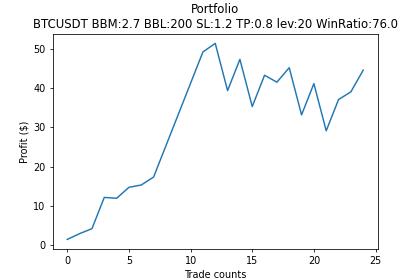 Portfolio
BTCUSDT BBM:2.7 BBL:200 SL:1.2 TP:0.8 lev:20 WinRatio:76.0
50
40
30
20
10
0
Profit ($)
0 5 10 15 20 25
Trade counts